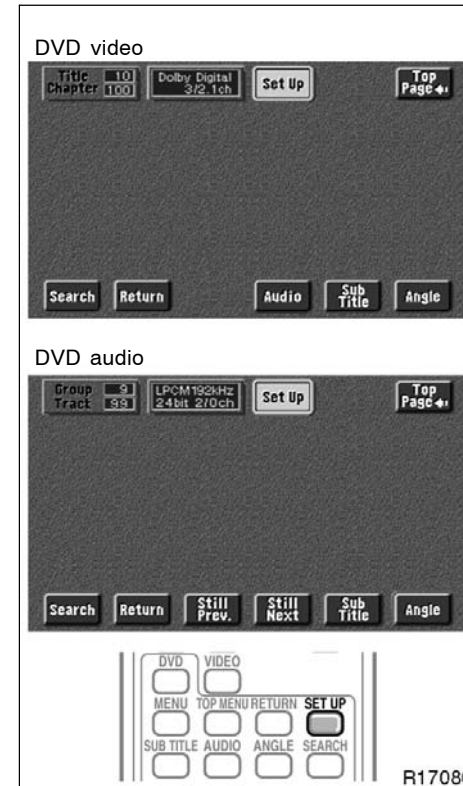 DVD video
Title 10 Dolby Digital Set Up Top
Chapter 100 3/2.1ch Page
Search Return Audio Sub Title Angle
DVD audio
Group 9 LPCM192kHz Set Up Top
Track 99 24bit 2/0ch Page
Search Return Still Prev. Still Next Sub Title Angle
DVD VIDEO
MENU TOP MENU RETURN SET UP
SUB TITLE AUDIO ANGLE SEARCH